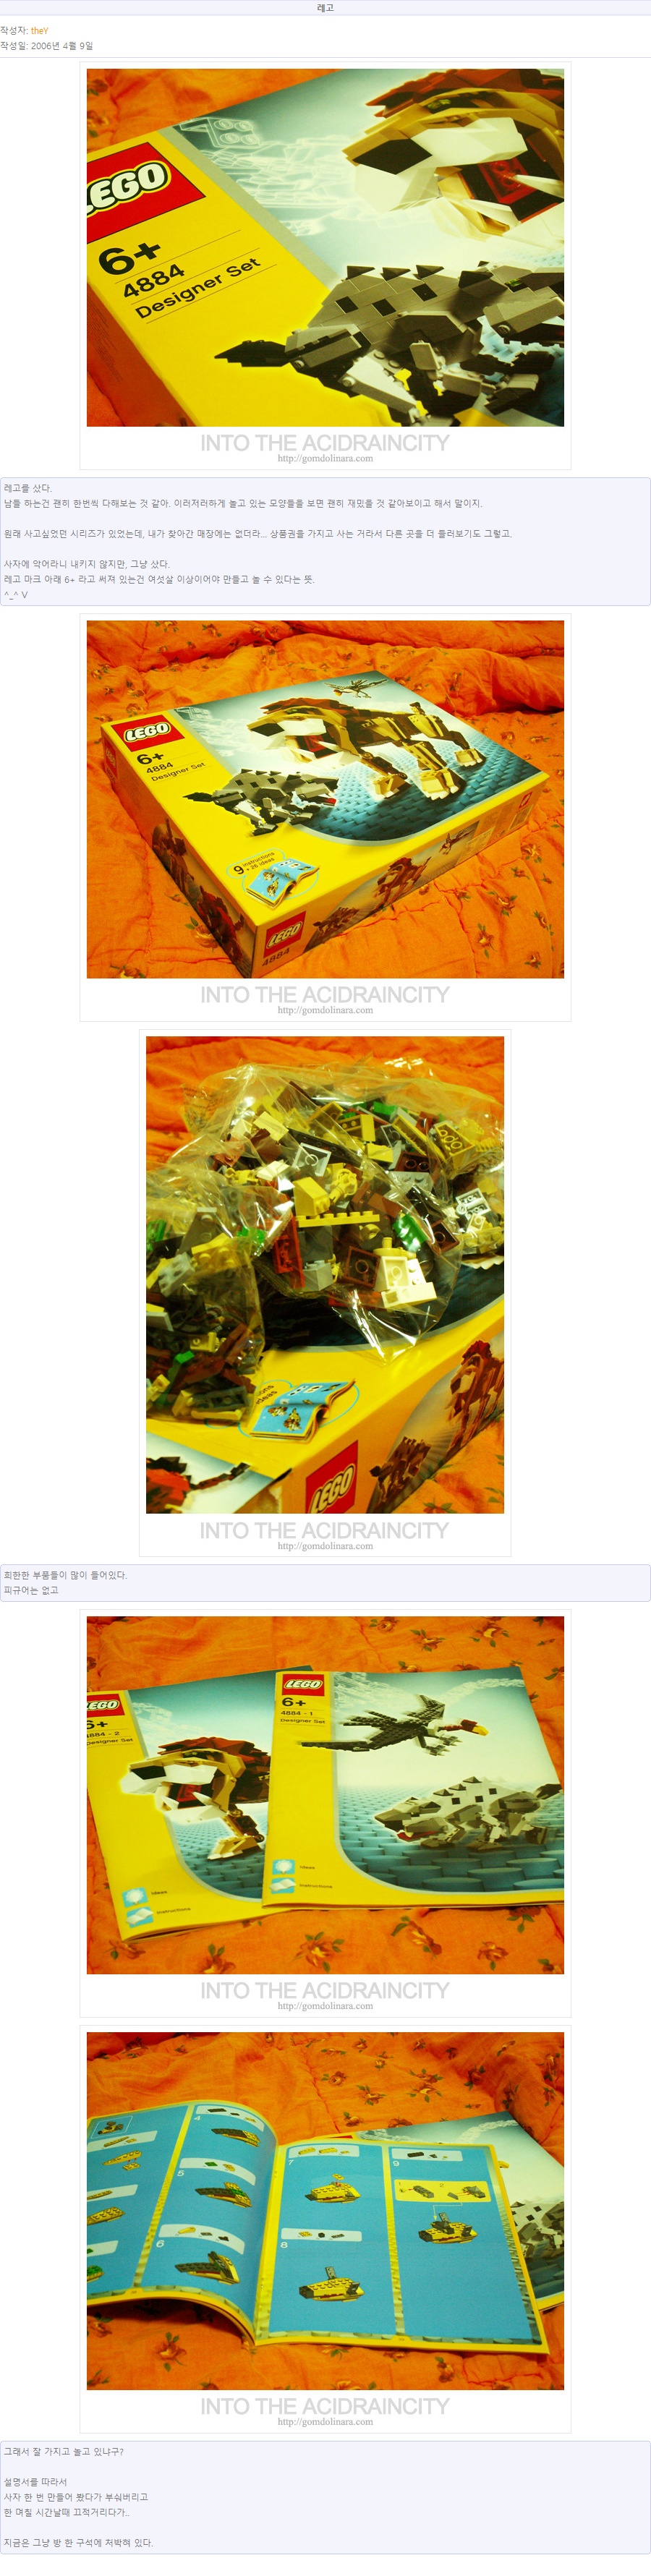 레고
작성자: theY
작성일: 2006년 4월 9일
LEGO
6+
4884
Designer Set
INTO THE ACIDRAINCITY
http://gomdolinara.com
레고를 샀다.
남들 하는건 괜히 한번씩 다해보는 것 같아. 이러저러하게 놀고 있는 모양들을 보면 괜히 재밌을 것 같아보이고 해서 말이지.
원래 사고싶었던 시리즈가 있었는데, 내가 찾아간 매장에는 없더라... 상품권을 가지고 사는 거라서 다른 곳을 더 들러보기도 그렇고.
사자에 악어라니 내키지 않지만, 그냥 샀다.
레고 마크 아래 6+ 라고 써져 있는건 여섯살 이상이어야 만들고 놀 수 있다는 뜻.
^_^ V
LEGO
6+
4884
Designer Set
9 instructions
+ 26 ideas
LEGO
4884
INTO THE ACIDRAINCITY
http://gomdolinara.com
ideas
LEGO
INTO THE ACIDRAINCITY
http://gomdolinara.com
희한한 부품들이 많이 들어있다.
피규어는 없고
LEGO
6+
4884 - 1
Designer Set
LEGO
6+
4884 - 2
Designer Set
ideas
instructions
ideas
instructions
INTO THE ACIDRAINCITY
http://gomdolinara.com
4
5
6
7
8
9
INTO THE ACIDRAINCITY
http://gomdolinara.com
그래서 잘 가지고 놀고 있냐구?
설명서를 따라서
사자 한 번 만들어 봤다가 부숴버리고
한 며칠 시간날때 끄적거리다가..
지금은 그냥 방 한 구석에 처박혀 있다.